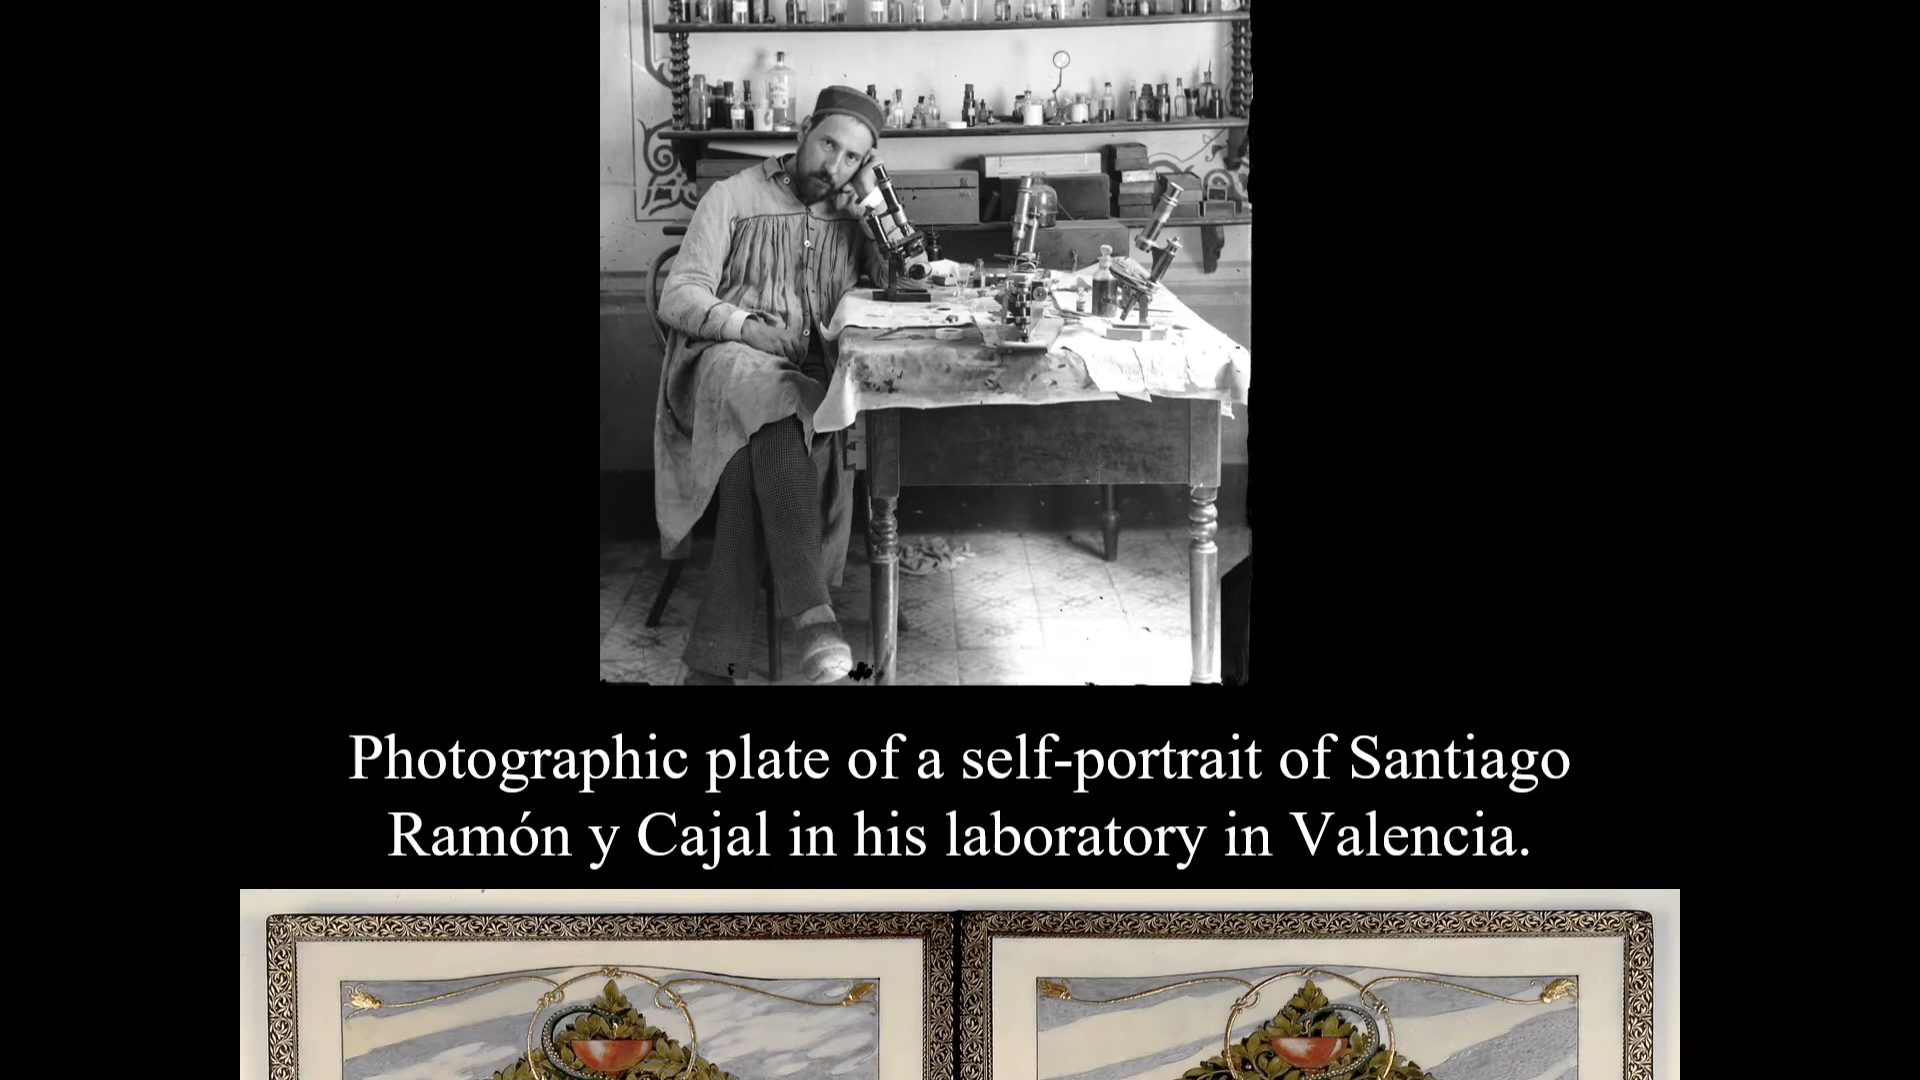 Photographic plate of a self-portrait of Santiago
Ramón y Cajal in his laboratory in Valencia.